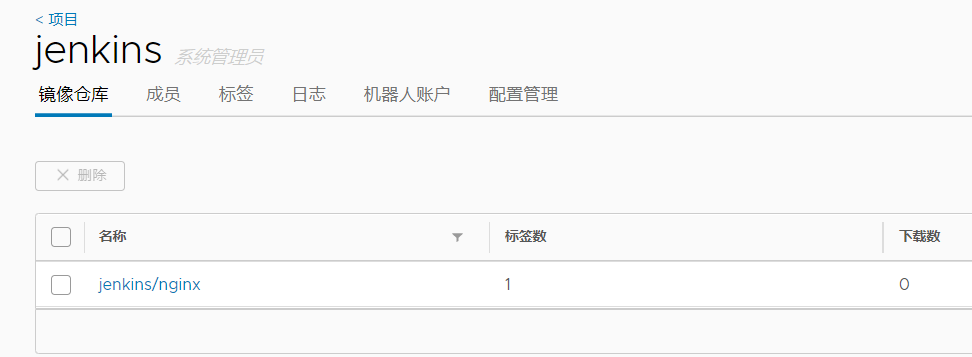 < 项目
jenkins 系统管理员
镜像仓库 成员 标签 日志 机器人账户 配置管理
删除
名称 标签数 下载数
jenkins/nginx 1 0